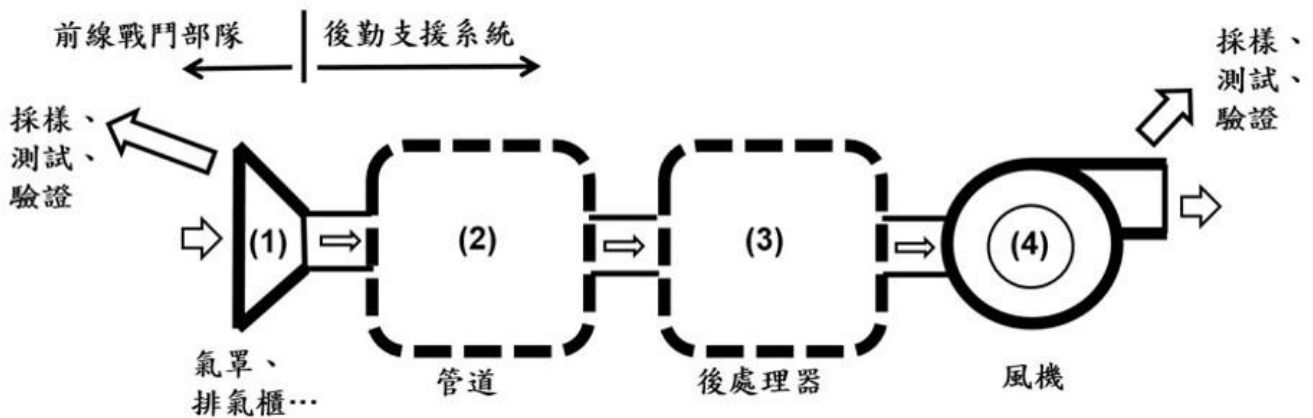 前線戰鬥部隊
後勤支援系統
採樣、
測試、
驗證
採樣、
測試、
驗證
(1)
(2)
(3)
(4)
氣罩、
排氣櫃…
管道
後處理器
風機